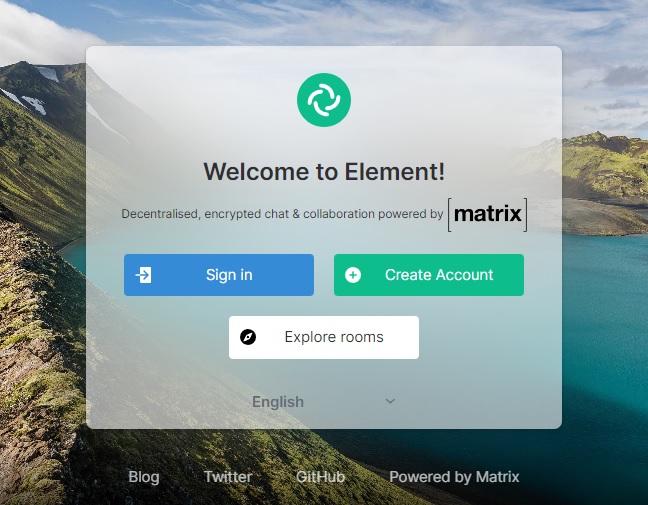 Welcome to Element!
Decentralised, encrypted chat & collaboration powered by [matrix]
Sign in
Create Account
Explore rooms
English
Blog Twitter GitHub Powered by Matrix